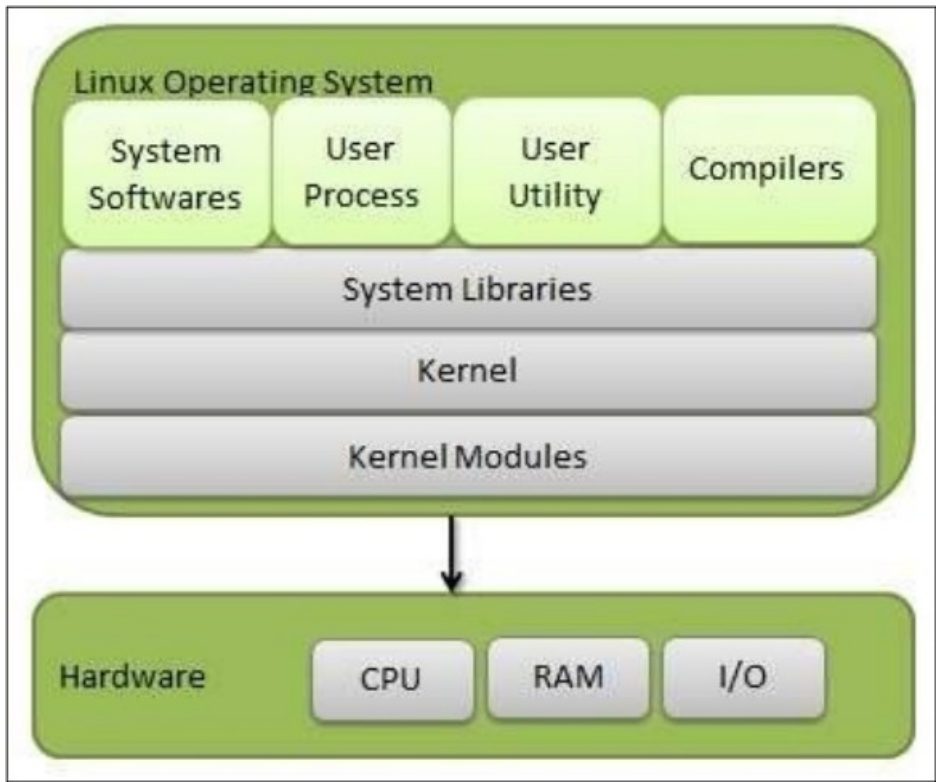 Linux Operating System
System
Softwares
User
Process
User
Utility
Compilers
System Libraries
Kernel
Kernel Modules
Hardware
CPU
RAM
I/O